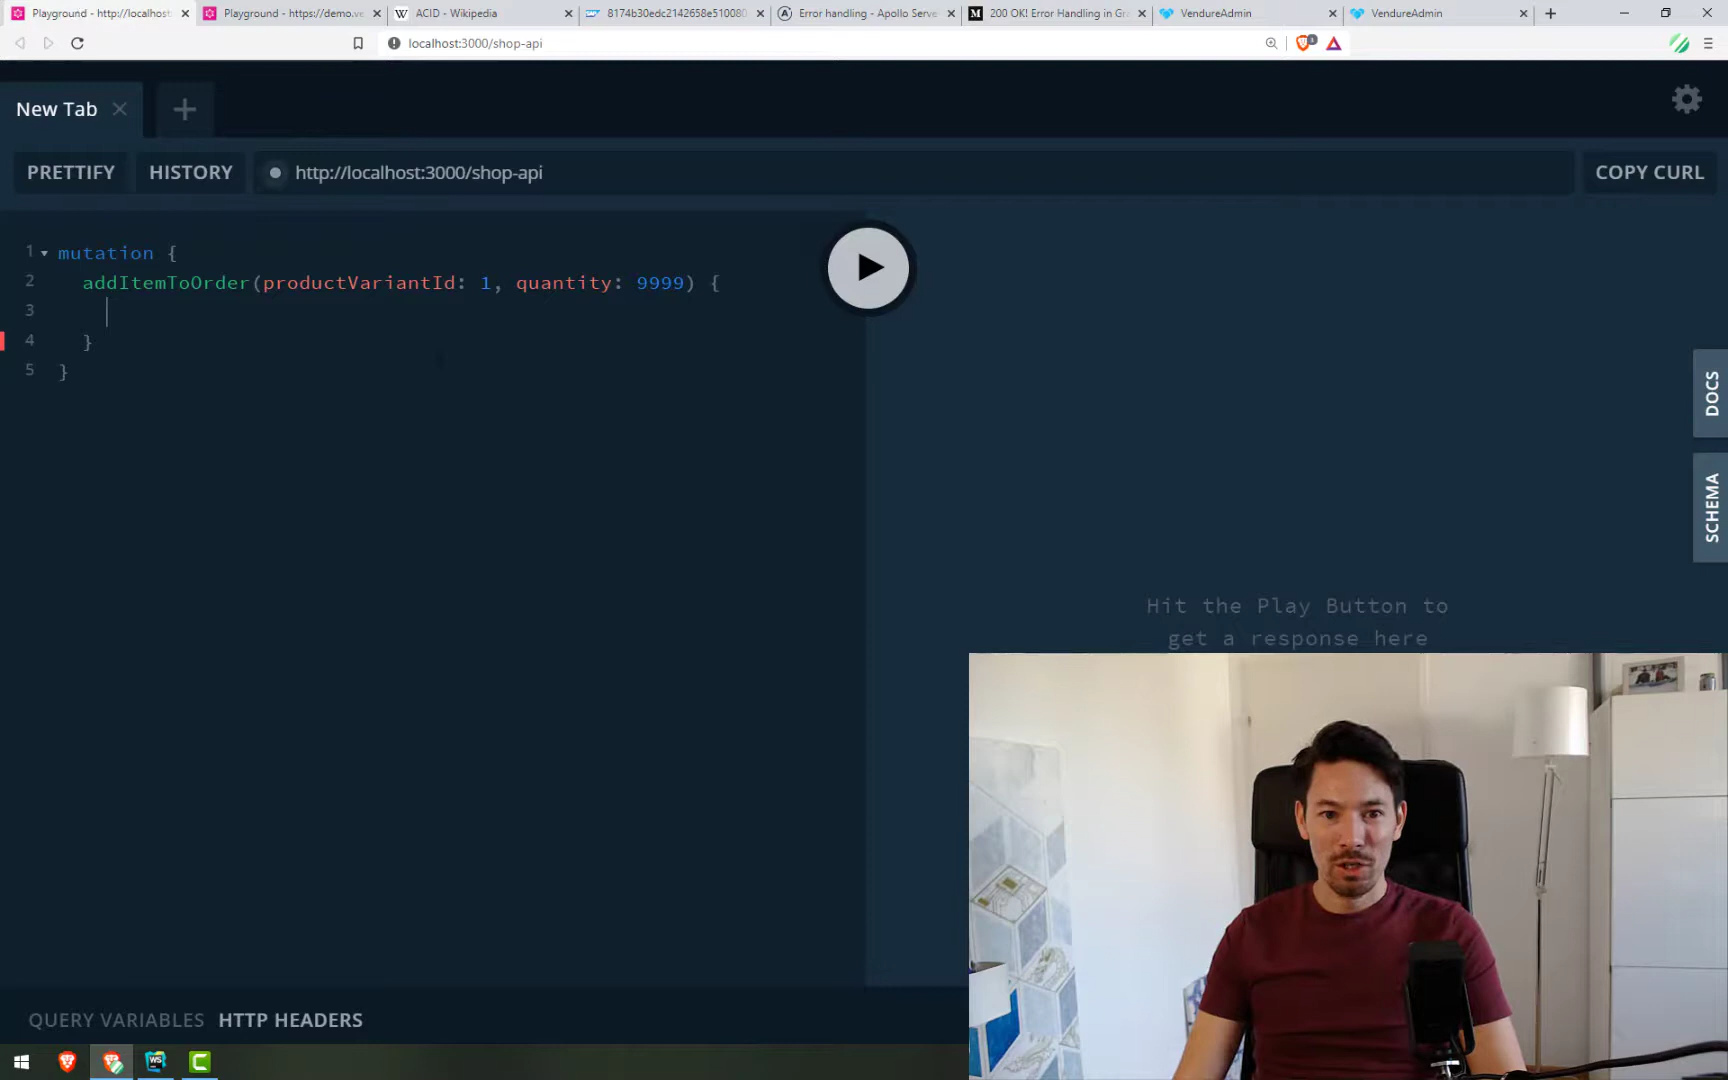 Playground - http://localhost:
Playground - https://demo.ve
ACID - Wikipedia
8174b30edc2142658e510080
Error handling - Apollo Serve
200 OK! Error Handling in Gra
VendureAdmin
VendureAdmin
localhost:3000/shop-api
New Tab
PRETTIFY
HISTORY
http://localhost:3000/shop-api
COPY CURL
1 mutation {
2 addItemToOrder(productVariantId: 1, quantity: 9999) {
3
4 }
5 }
DOCS
SCHEMA
Hit the Play Button to
get a response here
QUERY VARIABLES
HTTP HEADERS